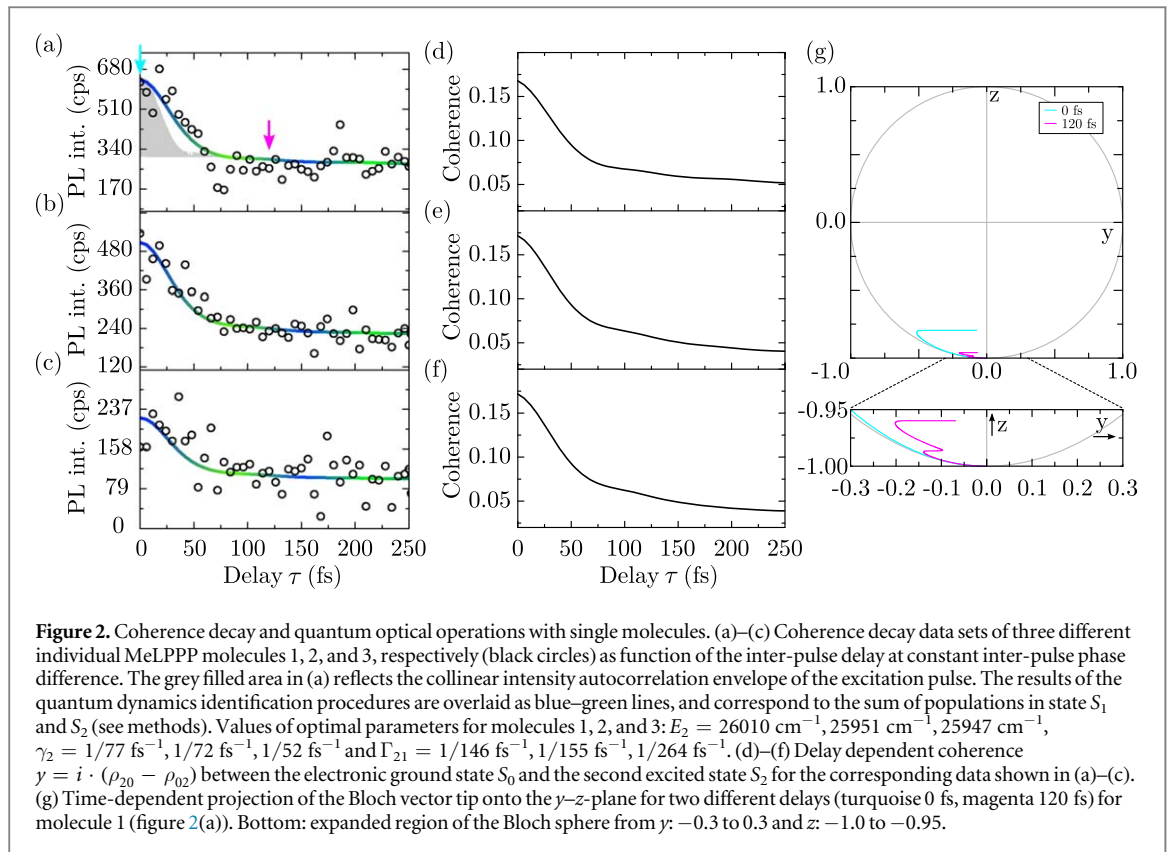 (a)
680
510
340
170
PL int. (cps)
(b)
480
360
240
120
PL int. (cps)
(c)
237
158
79
0
PL int. (cps)
0 50 100 150 200 250
Delay τ (fs)
(d)
0.15
0.10
0.05
Coherence
(e)
0.15
0.10
0.05
Coherence
(f)
0.15
0.10
0.05
Coherence
0 50 100 150 200 250
Delay τ (fs)
(g)
1.0
z
0 fs
120 fs
0.0
y
-1.0 0.0 1.0
-0.95
z
y
-1.00
-0.3 -0.2 -0.1 0.0 0.1 0.2 0.3
Figure 2. Coherence decay and quantum optical operations with single molecules. (a)–(c) Coherence decay data sets of three different
individual MeLPPP molecules 1, 2, and 3, respectively (black circles) as function of the inter-pulse delay at constant inter-pulse phase
difference. The grey filled area in (a) reflects the collinear intensity autocorrelation envelope of the excitation pulse. The results of the
quantum dynamics identification procedures are overlaid as blue–green lines, and correspond to the sum of populations in state S₁
and S₂ (see methods). Values of optimal parameters for molecules 1, 2, and 3: E₂ = 26010 cm⁻¹, 25951 cm⁻¹, 25947 cm⁻¹,
γ₂ = 1/77 fs⁻¹, 1/72 fs⁻¹, 1/52 fs⁻¹ and Γ₂₁ = 1/146 fs⁻¹, 1/155 fs⁻¹, 1/264 fs⁻¹. (d)–(f) Delay dependent coherence
y = i · (ρ₂₀ − ρ₀₂) between the electronic ground state S₀ and the second excited state S₂ for the corresponding data shown in (a)–(c).
(g) Time-dependent projection of the Bloch vector tip onto the y–z-plane for two different delays (turquoise 0 fs, magenta 120 fs) for
molecule 1 (figure 2(a)). Bottom: expanded region of the Bloch sphere from y: −0.3 to 0.3 and z: −1.0 to −0.95.